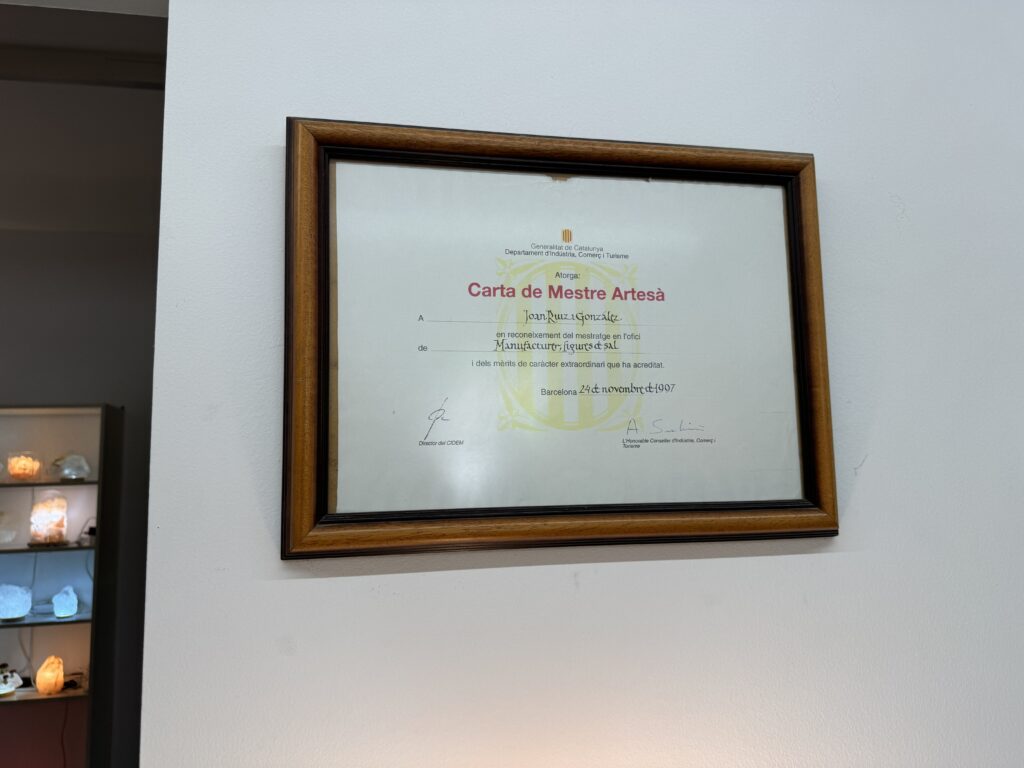 Generalitat de Catalunya
Departament d'Indústria, Comerç i Turisme
Atorga:
Carta de Mestre Artesà
A Joan Ruiz i González.
en reconeixement del mestratge en l'ofici
de Manufactures figures de sal
i dels mèrits de caràcter extraordinari que ha acreditat.
Barcelona 24 de novembre de 1997
Director del CIDEM
L'Honorable Conseller d'Indústria, Comerç i
Turisme